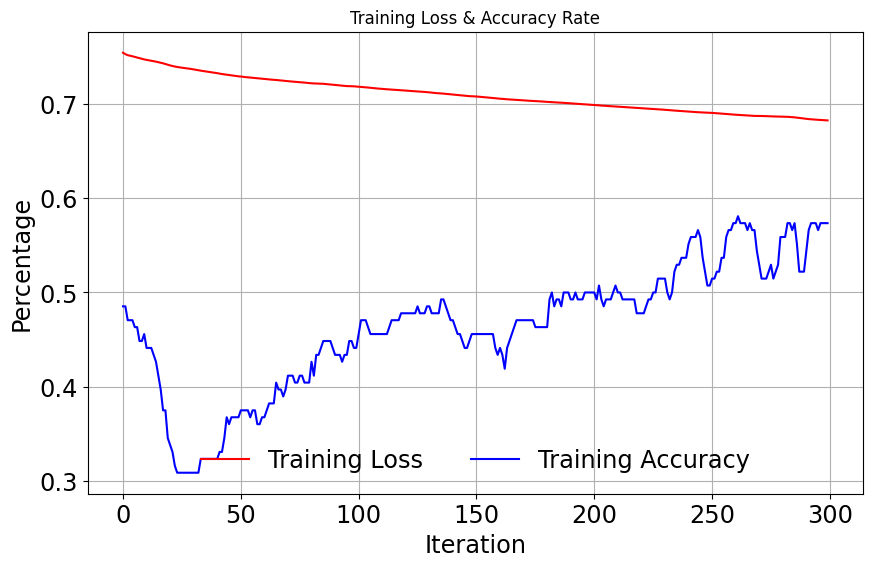 Training Loss & Accuracy Rate
Percentage
0.7
0.6
0.5
0.4
0.3
Training Loss
Training Accuracy
0 50 100 150 200 250 300
Iteration